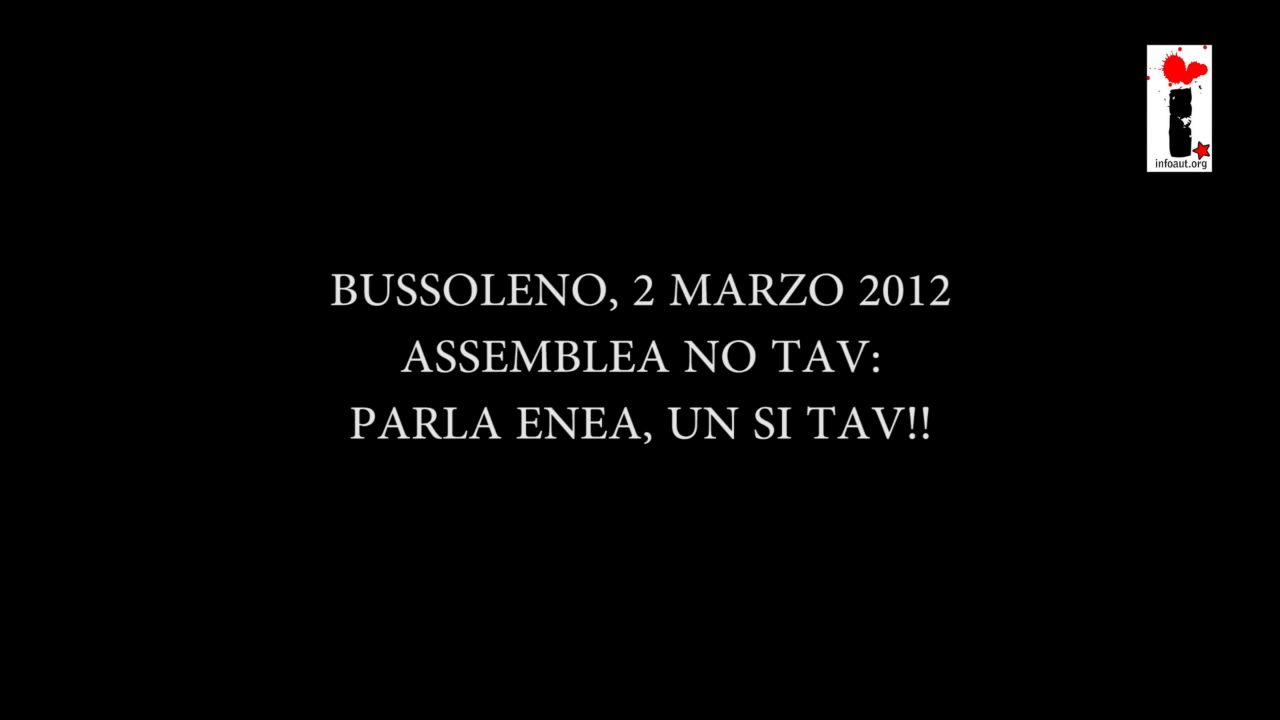 infoaut.org
BUSSOLENO, 2 MARZO 2012
ASSEMBLEA NO TAV:
PARLA ENEA, UN SI TAV!!